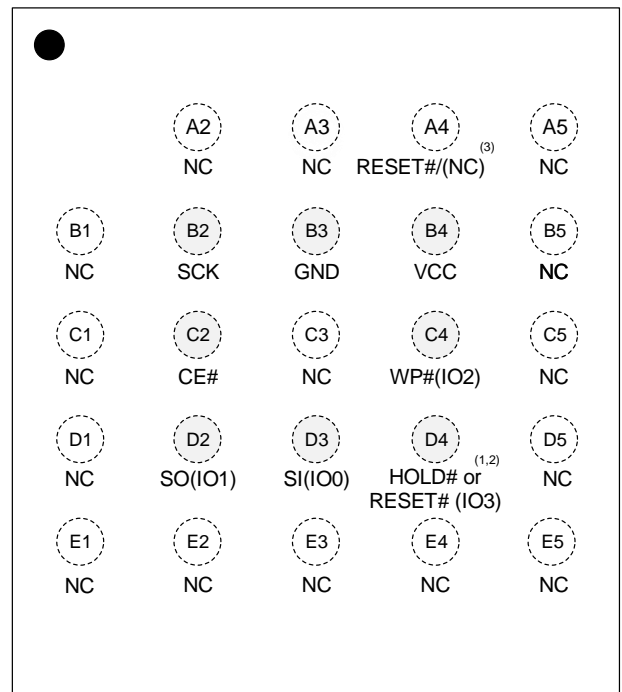 A2 A3 A4 A5
(3)
NC NC RESET#/(NC) NC
B1 B2 B3 B4 B5
NC SCK GND VCC NC
C1 C2 C3 C4 C5
NC CE# NC WP#(IO2) NC
D1 D2 D3 D4 D5
(1,2)
NC SO(IO1) SI(IO0) HOLD# or NC
RESET# (IO3)
E1 E2 E3 E4 E5
NC NC NC NC NC